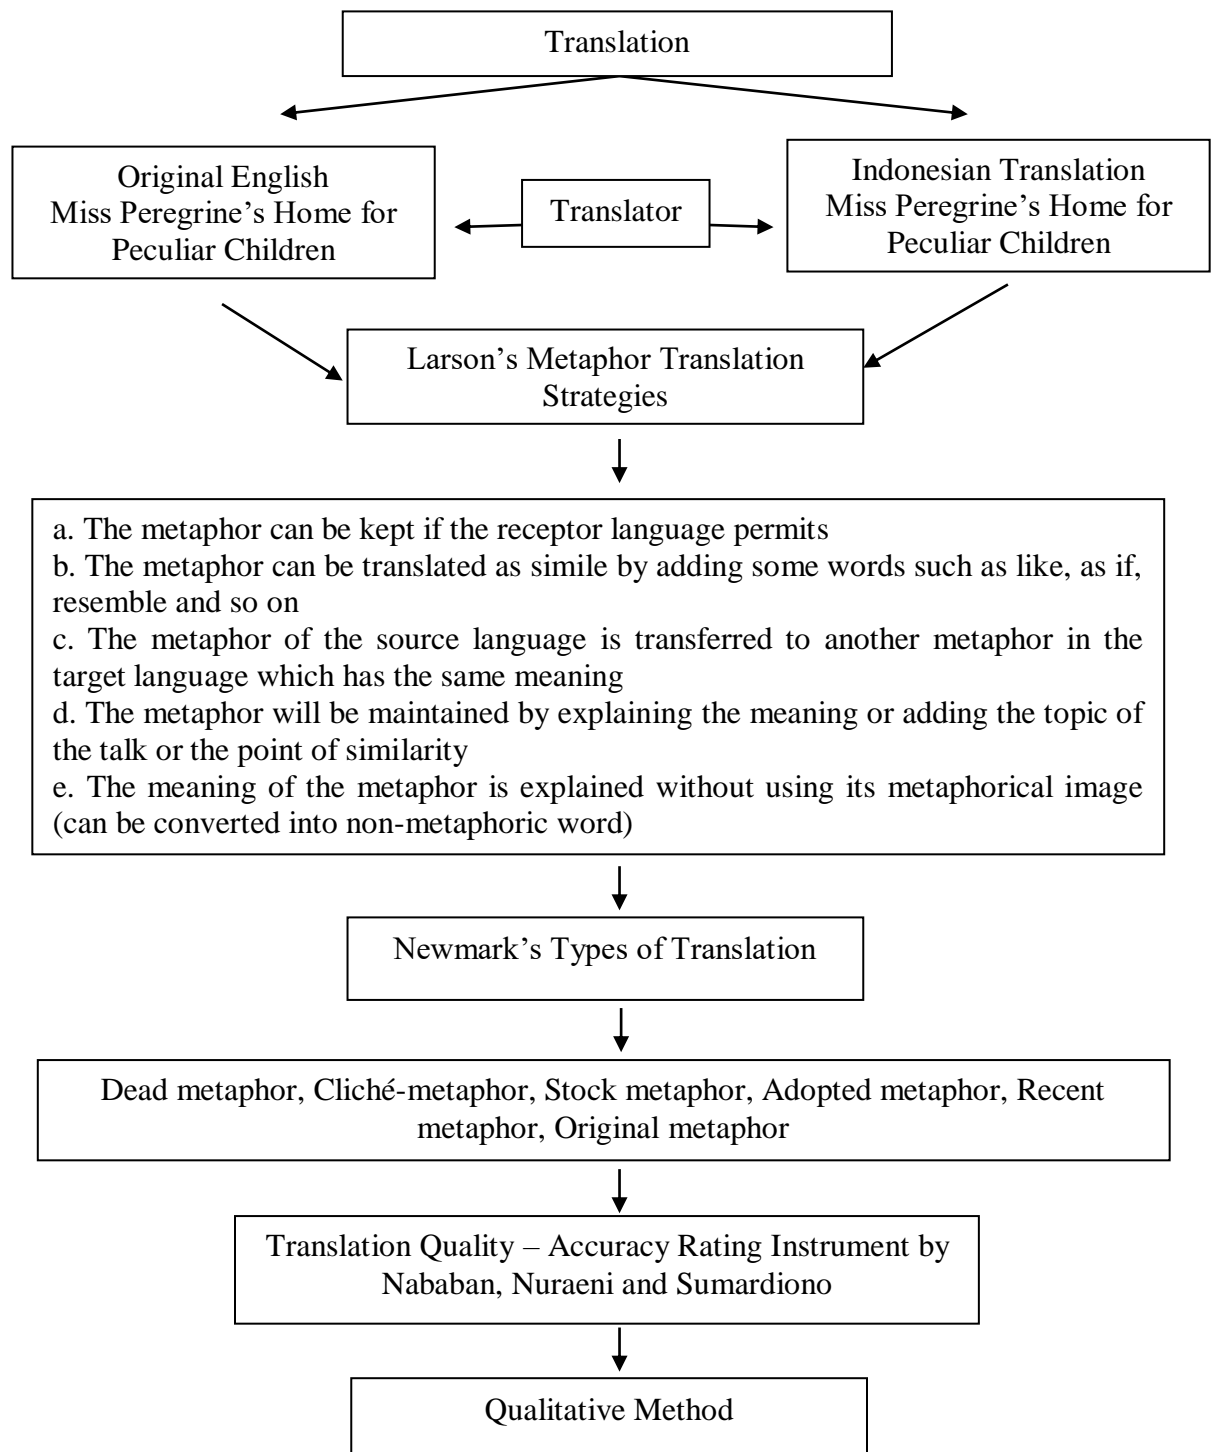 Translation
Original English
Miss Peregrine’s Home for
Peculiar Children
Translator
Indonesian Translation
Miss Peregrine’s Home for
Peculiar Children
Larson’s Metaphor Translation
Strategies
a. The metaphor can be kept if the receptor language permits
b. The metaphor can be translated as simile by adding some words such as like, as if,
resemble and so on
c. The metaphor of the source language is transferred to another metaphor in the
target language which has the same meaning
d. The metaphor will be maintained by explaining the meaning or adding the topic of
the talk or the point of similarity
e. The meaning of the metaphor is explained without using its metaphorical image
(can be converted into non-metaphoric word)
Newmark’s Types of Translation
Dead metaphor, Cliché-metaphor, Stock metaphor, Adopted metaphor, Recent
metaphor, Original metaphor
Translation Quality – Accuracy Rating Instrument by
Nababan, Nuraeni and Sumardiono
Qualitative Method